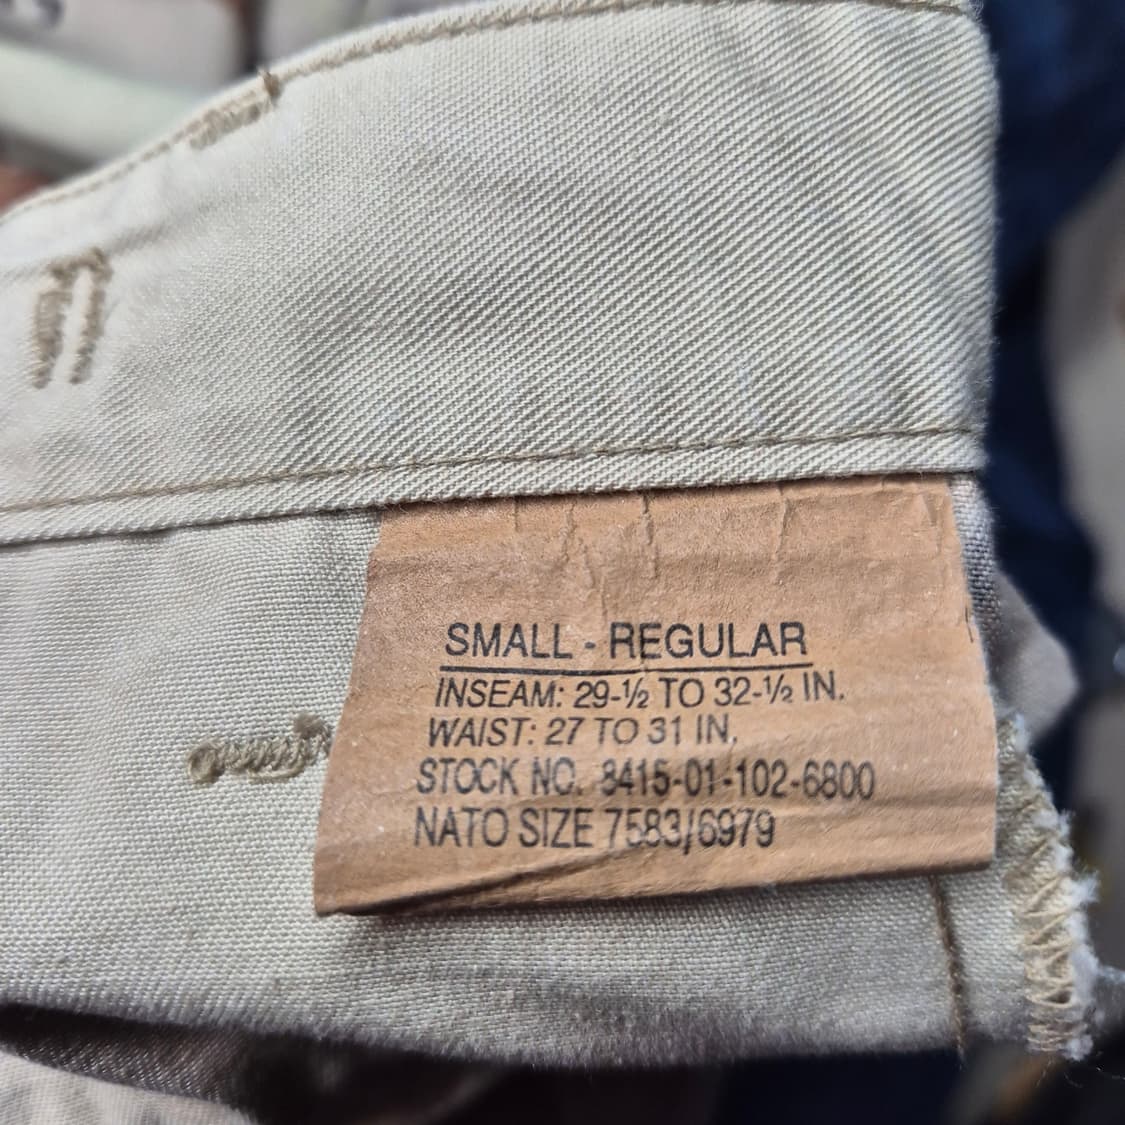 SMALL - REGULAR
INSEAM: 29-½ TO 32-½ IN.
WAIST: 27 TO 31 IN.
STOCK NO. 8415-01-102-6800
NATO SIZE 7583/6979